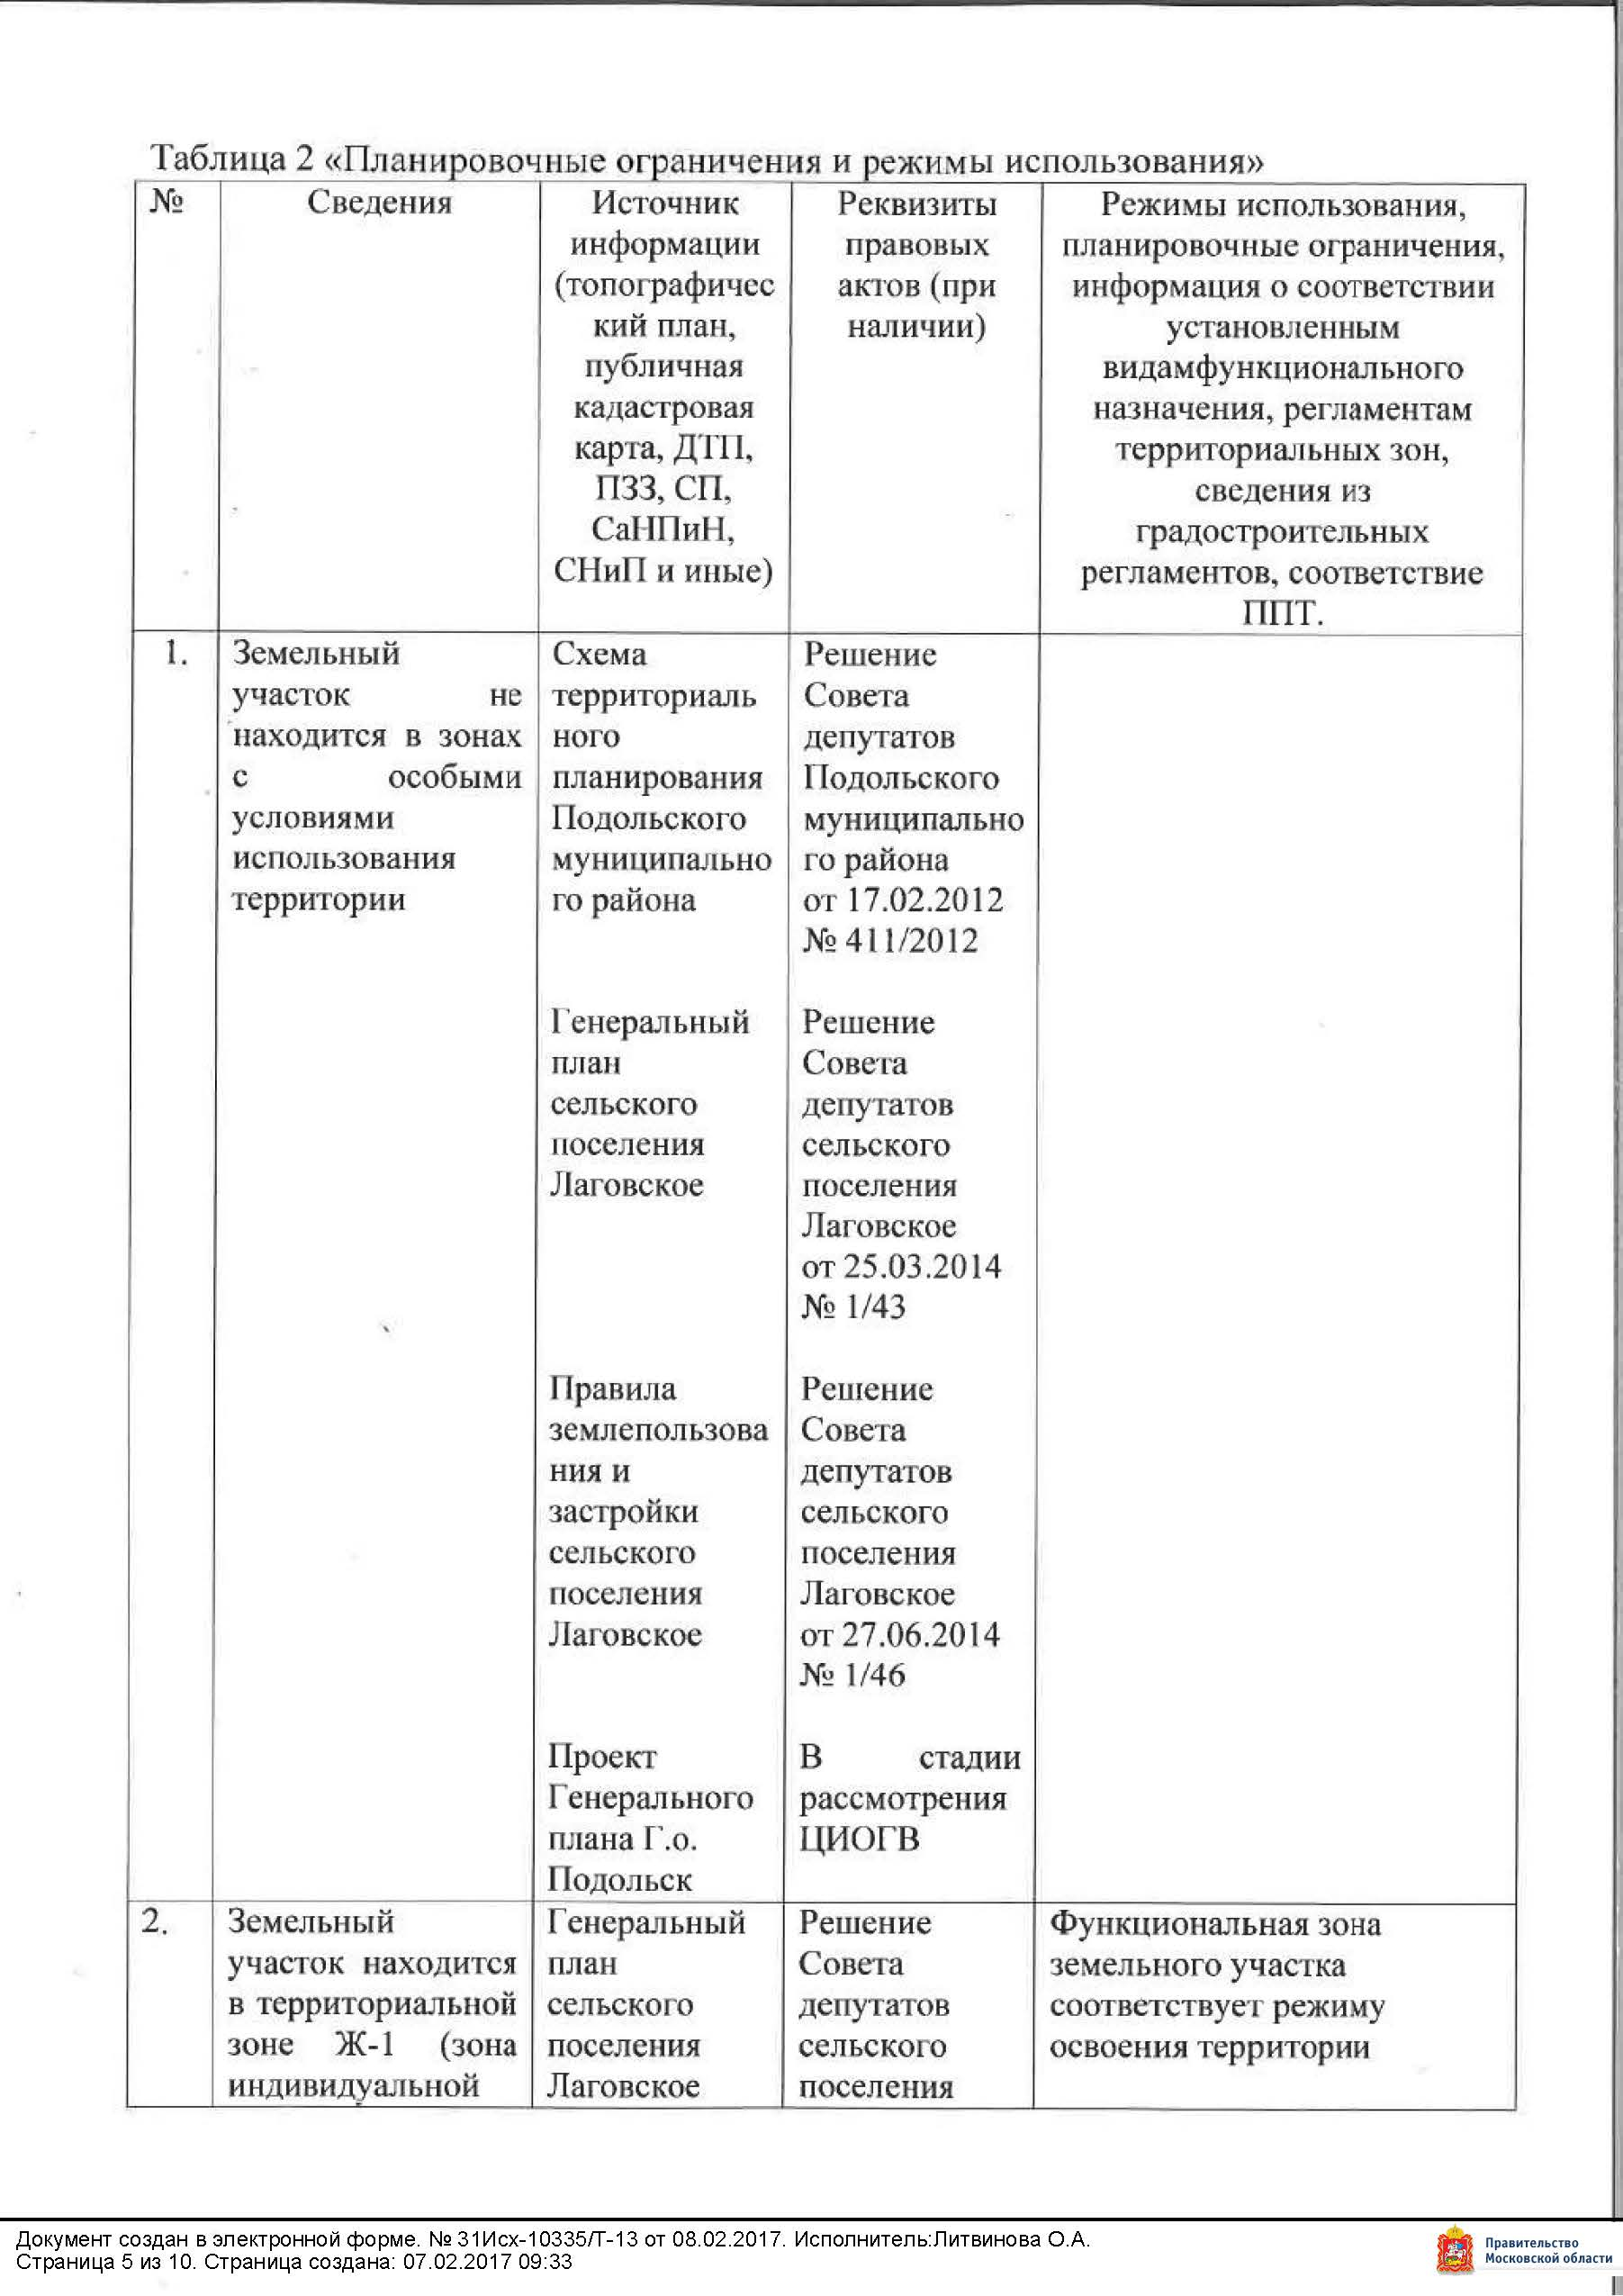 Таблица 2 «Планировочные ограничения и режимы использования»
№
Сведения
Источник
информации
(топографичес
кий план,
публичная
кадастровая
карта, ДТП,
ПЗЗ, СП,
СаНПиН,
СНиП и иные)
Реквизиты
правовых
актов (при
наличии)
Режимы использования,
планировочные ограничения,
информация о соответствии
установленным
видамфункционального
назначения, регламентам
территориальных зон,
сведения из
градостроительных
регламентов, соответствие
ППТ.
1.
Земельный
участок не
находится в зонах
с особыми
условиями
использования
территории
Схема
территориаль
ного
планирования
Подольского
муниципально
го района
Решение
Совета
депутатов
Подольского
муниципально
го района
от 17.02.2012
№ 411/2012
Генеральный
план
сельского
поселения
Лаговское
Решение
Совета
депутатов
сельского
поселения
Лаговское
от 25.03.2014
№ 1/43
Правила
землепользова
ния и
застройки
сельского
поселения
Лаговское
Решение
Совета
депутатов
сельского
поселения
Лаговское
от 27.06.2014
№ 1/46
Проект
Генерального
плана Г.о.
Подольск
В стадии
рассмотрения
ЦИОГВ
2.
Земельный
участок находится
в территориальной
зоне Ж-1 (зона
индивидуальной
Генеральный
план
сельского
поселения
Лаговское
Решение
Совета
депутатов
сельского
поселения
Функциональная зона
земельного участка
соответствует режиму
освоения территории
Документ создан в электронной форме. № 31Исх-10335/Т-13 от 08.02.2017. Исполнитель:Литвинова О.А.
Страница 5 из 10. Страница создана: 07.02.2017 09:33
Правительство
Московской области